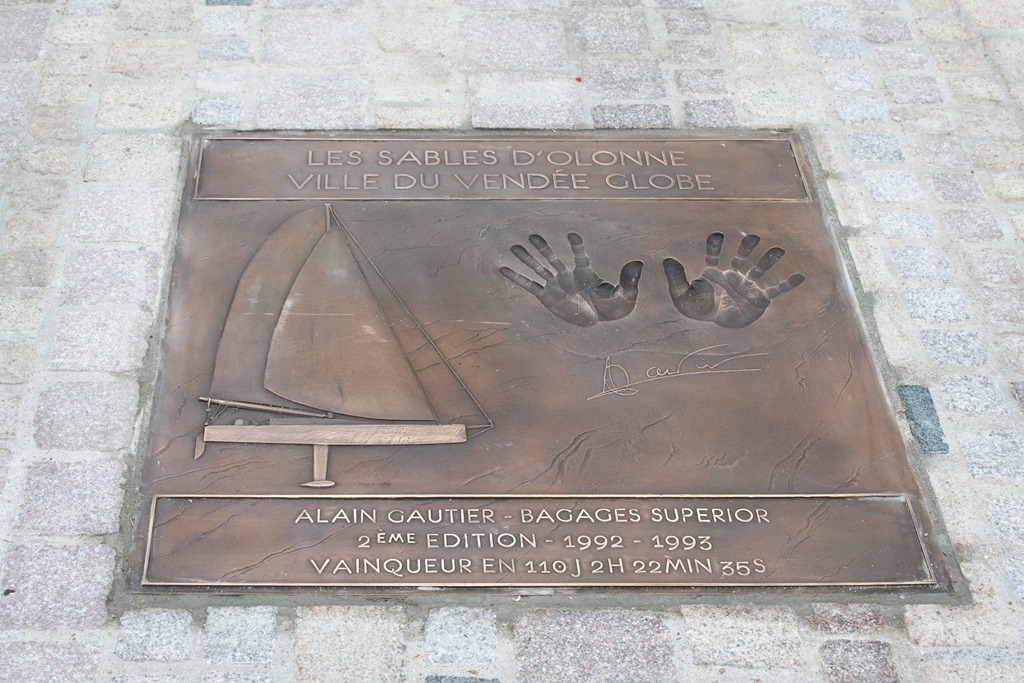 LES SABLES D'OLONNE
VILLE DU VENDÉE GLOBE
ALAIN GAUTIER - BAGAGES SUPERIOR
2ÈME EDITION - 1992 - 1993
VAINQUEUR EN 110J 2H 22MIN 35S